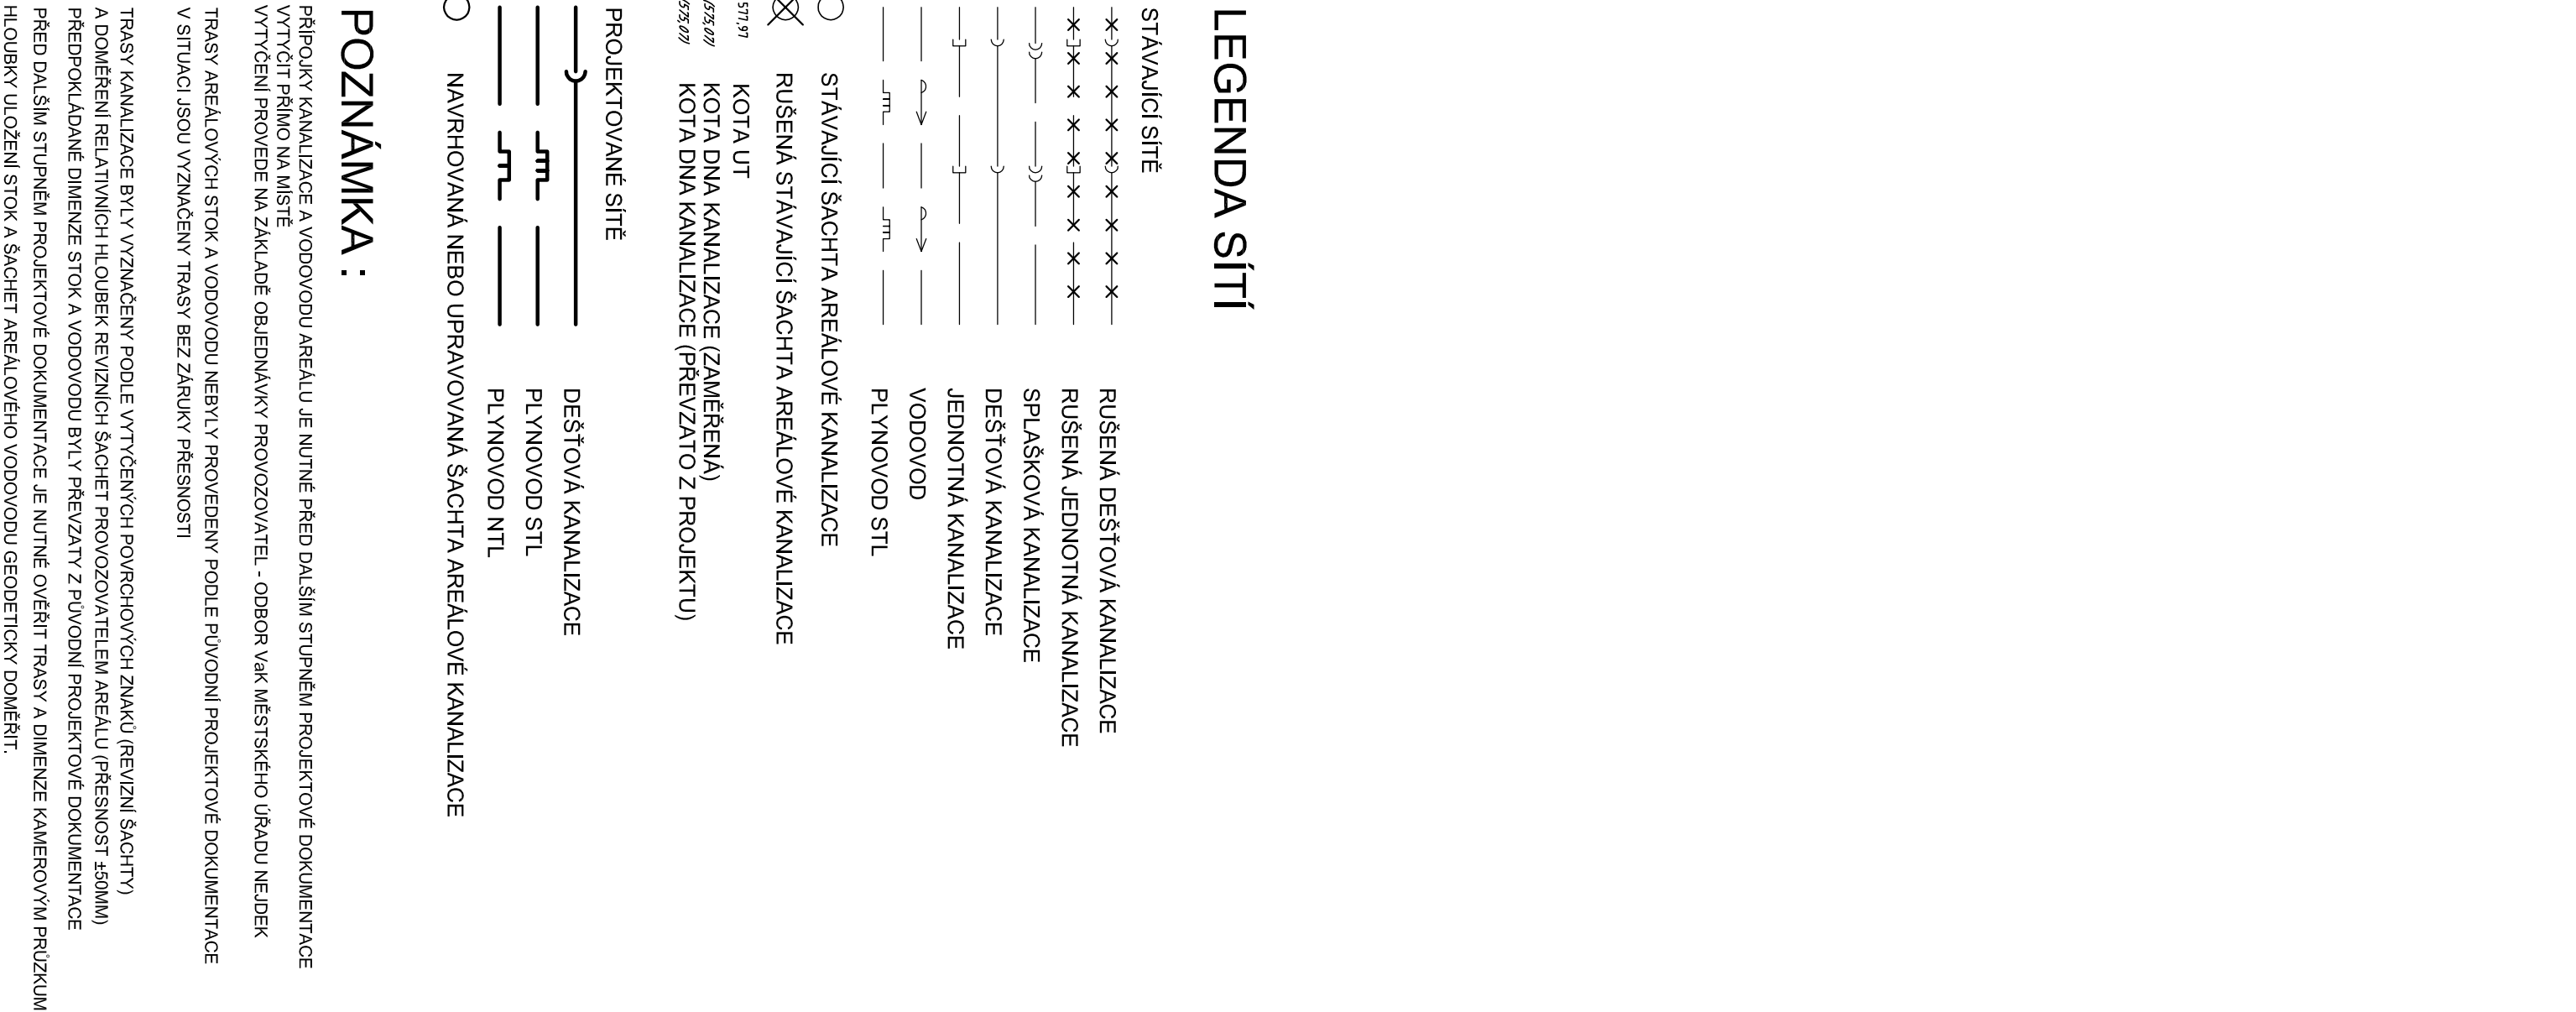 LEGENDA SÍTÍ
STÁVAJÍCÍ SÍTĚ
RUŠENÁ DEŠŤOVÁ KANALIZACE
RUŠENÁ JEDNOTNÁ KANALIZACE
SPLAŠKOVÁ KANALIZACE
DEŠŤOVÁ KANALIZACE
JEDNOTNÁ KANALIZACE
VODOVOD
PLYNOVOD STL
STÁVAJÍCÍ ŠACHTA AREÁLOVÉ KANALIZACE
RUŠENÁ STÁVAJÍCÍ ŠACHTA AREÁLOVÉ KANALIZACE
577,97 KOTA UT
(575,07) KOTA DNA KANALIZACE (ZAMĚŘENÁ)
(575,07) KOTA DNA KANALIZACE (PŘEVZATO Z PROJEKTU)
PROJEKTOVANÉ SÍTĚ
DEŠŤOVÁ KANALIZACE
PLYNOVOD STL
PLYNOVOD NTL
NAVRHOVANÁ NEBO UPRAVOVANÁ ŠACHTA AREÁLOVÉ KANALIZACE
POZNÁMKA :
PŘÍPOJKY KANALIZACE A VODOVODU AREÁLU JE NUTNÉ PŘED DALŠÍM STUPNĚM PROJEKTOVÉ DOKUMENTACE
VYTYČIT PŘÍMO NA MÍSTĚ
VYTYČENÍ PROVEDE NA ZÁKLADĚ OBJEDNÁVKY PROVOZOVATEL - ODBOR VaK MĚSTSKÉHO ÚŘADU NEJDEK
TRASY AREÁLOVÝCH STOK A VODOVODU NEBYLY PROVEDENY PODLE PŮVODNÍ PROJEKTOVÉ DOKUMENTACE
V SITUACI JSOU VYZNAČENY TRASY BEZ ZÁRUKY PŘESNOSTI
TRASY KANALIZACE BYLY VYZNAČENY PODLE VYTYČENÝCH POVRCHOVÝCH ZNAKŮ (REVIZNÍ ŠACHTY)
A DOMĚŘENÍ RELATIVNÍCH HLOUBEK REVIZNÍCH ŠACHET PROVOZOVATELEM AREÁLU (PŘESNOST ±50MM)
PŘEDPOKLÁDANÉ DIMENZE STOK A VODOVODU BYLY PŘEVZATY Z PŮVODNÍ PROJEKTOVÉ DOKUMENTACE
PŘED DALŠÍM STUPNĚM PROJEKTOVÉ DOKUMENTACE JE NUTNÉ OVĚŘIT TRASY A DIMENZE KAMEROVÝM PRŮZKUM
HLOUBKY ULOŽENÍ STOK A ŠACHET AREÁLOVÉHO VODOVODU GEODETICKY DOMĚŘIT.